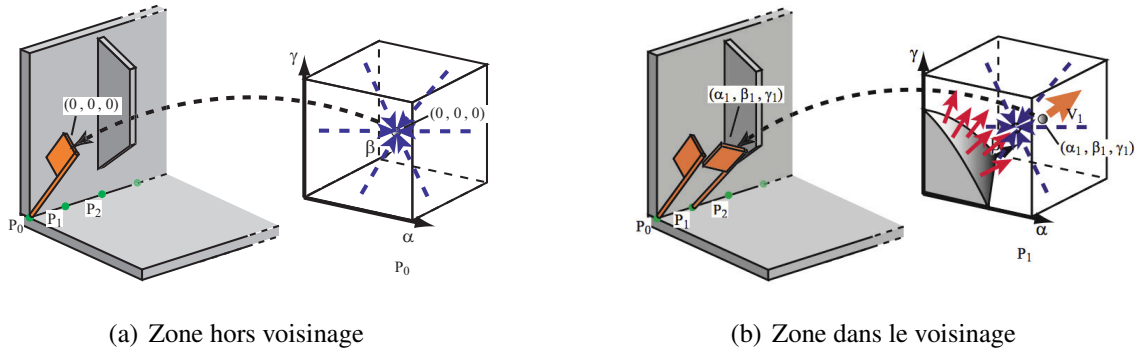 γ
(0, 0, 0)
(0, 0, 0)
β
P₀
P₁
P₂
α
P₀
(a) Zone hors voisinage
γ
(α₁, β₁, γ₁)
V₁
(α₁, β₁, γ₁)
β
P₀
P₁
P₂
α
P₁
(b) Zone dans le voisinage